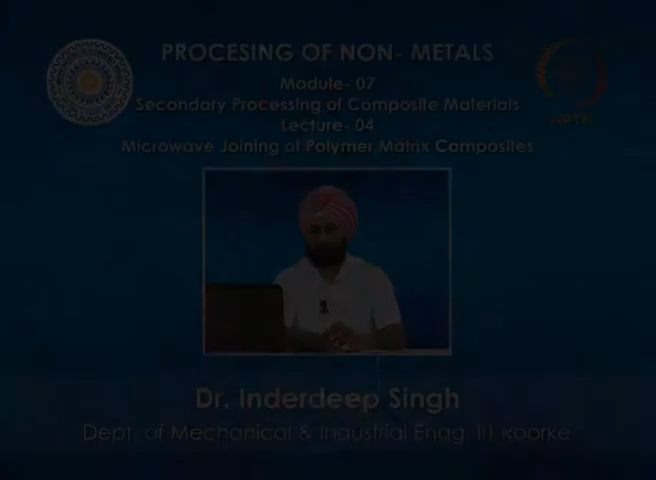 PROCESING OF NON- METALS
Module- 07
Secondary Processing of Composite Materials
Lecture- 04
Microwave Joining of Polymer Matrix Composites
Dr. Inderdeep Singh
Dept. of Mechanical & Industrial Engg. IIT Roorke